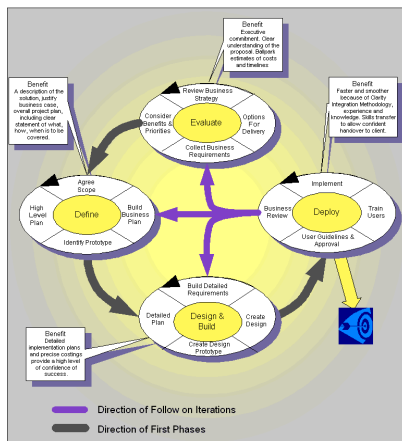 Benefit
Executive
commitment. Clear
understanding of the
proposal. Ballpark
estimates of costs
and timelines
Benefit
A description of the
solution, justify
business case,
overall project plan,
including clear
statement of what,
how, when is to be
covered.
Benefit
Faster and smoother
because of Clarity
Integration Methodology,
experience and
knowledge. Skills transfer
to allow confident
handover to client.
Review Business
Strategy
Consider
Benefits &
Priorities
Evaluate
Options
For
Delivery
Collect Business
Requirements
Agree
Scope
High
Level
Plan
Define
Build
Business
Plan
Identify Prototype
Implement
Business
Review
Deploy
Train
Users
User Guidelines &
Approval
Build Detailed
Requirements
Detailed
Plan
Design &
Build
Create
Design
Create Design
Prototype
Benefit
Detailed
implementation plans
and precise costings
provide a high level
of confidence of
success.
Direction of Follow on Iterations
Direction of First Phases